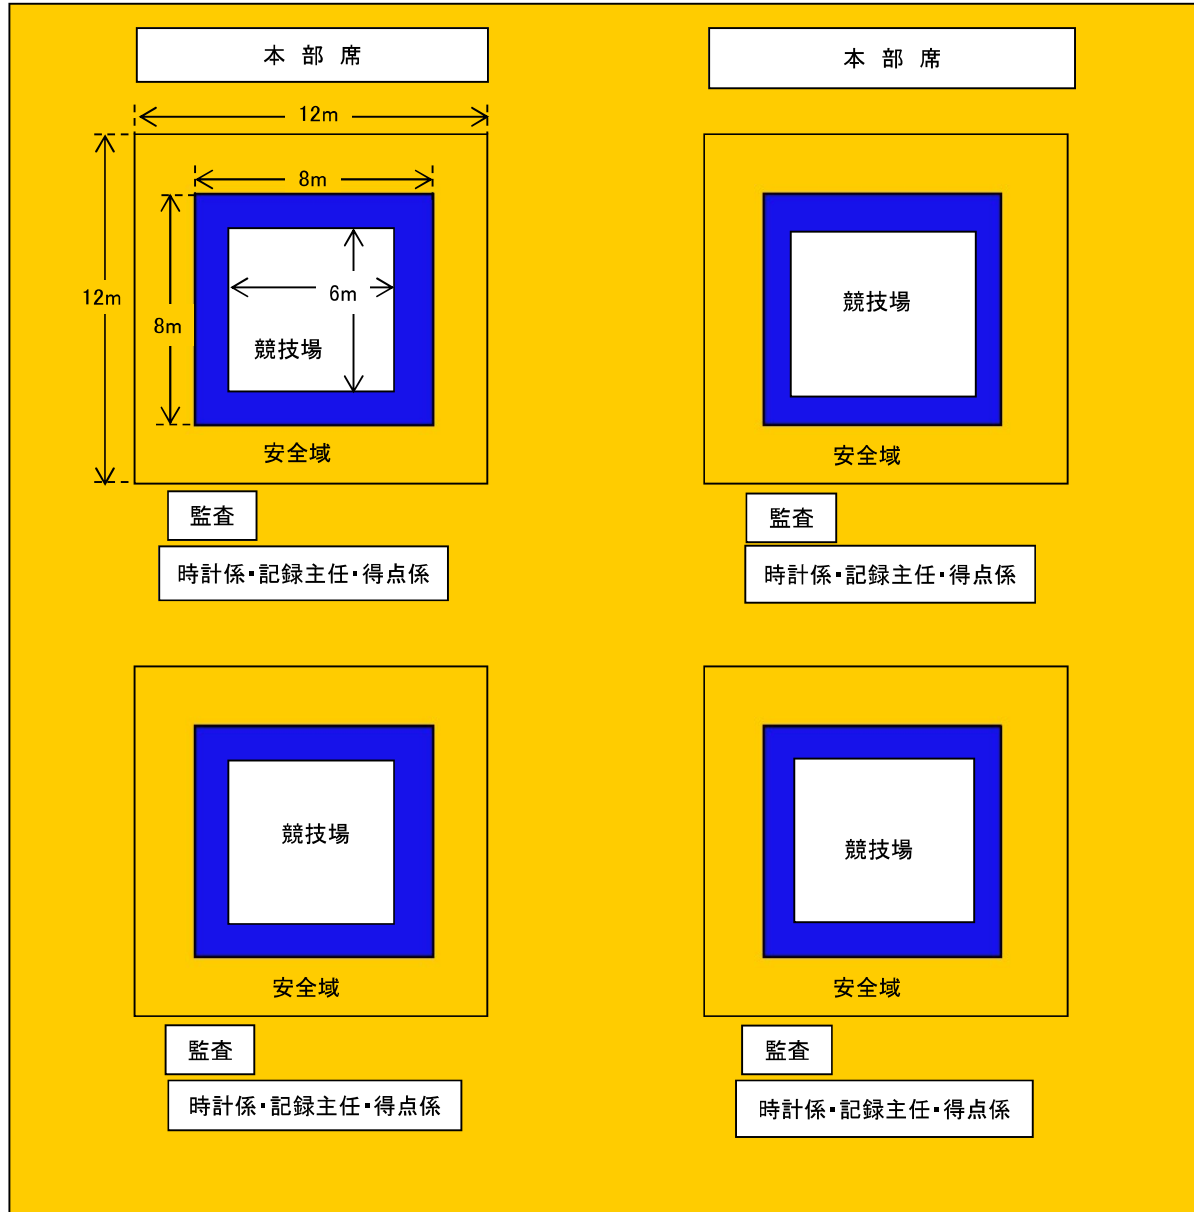 本部席
本部席
12m
8m
12m
8m
6m
競技場
安全域
競技場
安全域
監査
時計係・記録主任・得点係
監査
時計係・記録主任・得点係
競技場
安全域
競技場
安全域
監査
時計係・記録主任・得点係
監査
時計係・記録主任・得点係